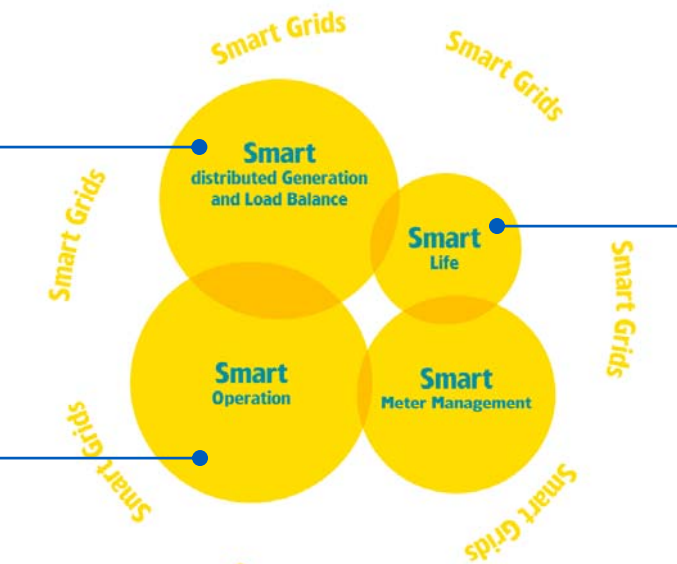 Smart Grids
Smart Grids
Smart
distributed Generation
and Load Balance
Smart Grids
Smart
Life
Smart Grids
Smart
Operation
Smart
Meter Management
Smart Grids
Smart Grids